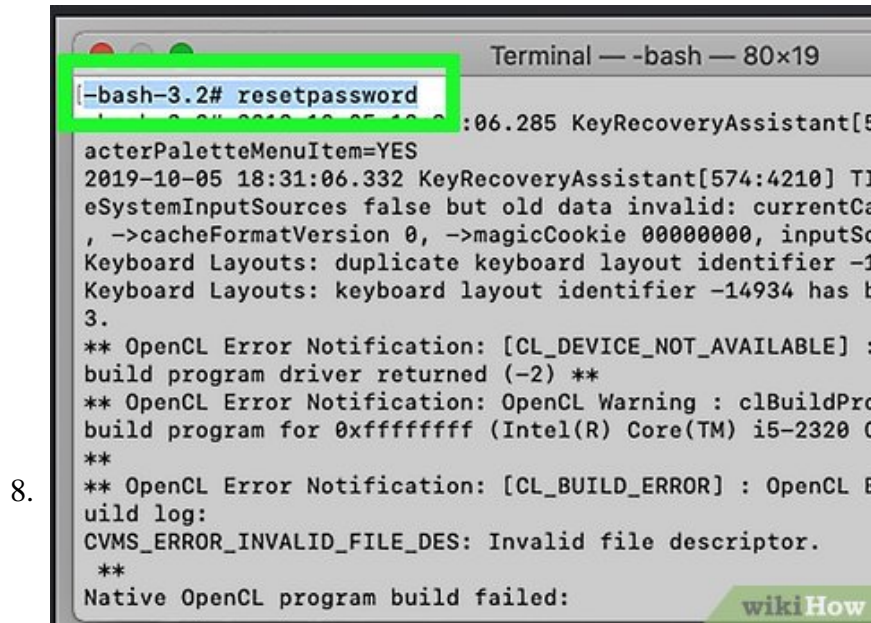 Terminal — -bash — 80×19
[-bash-3.2# resetpassword
:06.285 KeyRecoveryAssistant[5
acterPaletteMenuItem=YES
2019-10-05 18:31:06.332 KeyRecoveryAssistant[574:4210] TI
eSystemInputSources false but old data invalid: currentCa
, ->cacheFormatVersion 0, ->magicCookie 00000000, inputSc
Keyboard Layouts: duplicate keyboard layout identifier -1
Keyboard Layouts: keyboard layout identifier -14934 has b
3.
** OpenCL Error Notification: [CL_DEVICE_NOT_AVAILABLE] :
build program driver returned (-2) **
** OpenCL Error Notification: OpenCL Warning : clBuildPro
build program for 0xffffffff (Intel(R) Core(TM) i5-2320 C
**
8.
** OpenCL Error Notification: [CL_BUILD_ERROR] : OpenCL B
uild log:
CVMS_ERROR_INVALID_FILE_DES: Invalid file descriptor.
**
Native OpenCL program build failed:
wikiHow